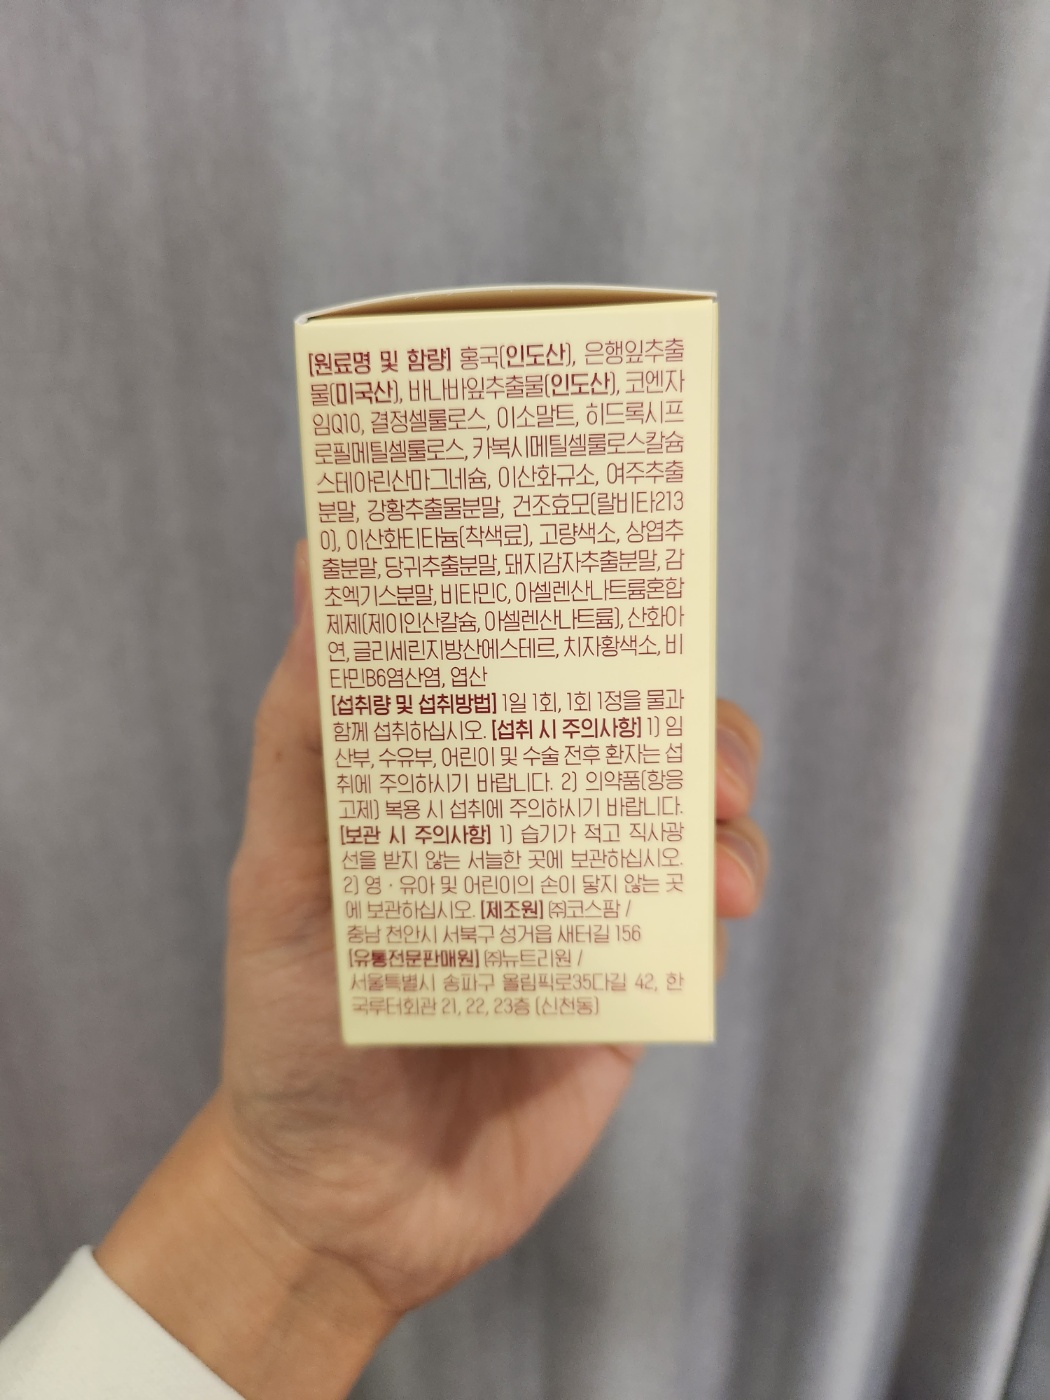 [원료명 및 함량] 홍국(인도산), 은행잎추출
물(미국산), 바나바잎추출물(인도산), 코엔자
임Q10, 결정셀룰로스, 이소말트, 히드록시프
로필메틸셀룰로스, 카복시메틸셀룰로스칼슘
스테아린산마그네슘, 이산화규소, 여주추출
분말, 강황추출물분말, 건조효모(랄비타213
0), 이산화티타늄(착색료), 고량색소, 상엽추
출분말, 당귀추출분말, 돼지감자추출분말, 감
초엑기스분말, 비타민C, 아셀렌산나트륨혼합
제제(제이인산칼슘, 아셀렌산나트륨), 산화아
연, 글리세린지방산에스테르, 치자황색소, 비
타민B6염산염, 엽산
[섭취량 및 섭취방법] 1일 1회, 1회 1정을 물과
함께 섭취하십시오. [섭취 시 주의사항] 1) 임
산부, 수유부, 어린이 및 수술 전후 환자는 섭
취에 주의하시기 바랍니다. 2) 의약품(항응
고제) 복용 시 섭취에 주의하시기 바랍니다.
[보관 시 주의사항] 1) 습기가 적고 직사광
선을 받지 않는 서늘한 곳에 보관하십시오.
2) 영·유아 및 어린이의 손이 닿지 않는 곳
에 보관하십시오. [제조원] ㈜코스팜 /
충남 천안시 서북구 성거읍 새터길 156
[유통전문판매원] ㈜뉴트리원 /
서울특별시 송파구 올림픽로35다길 42, 한
국루터회관 21, 22, 23층 (신천동)